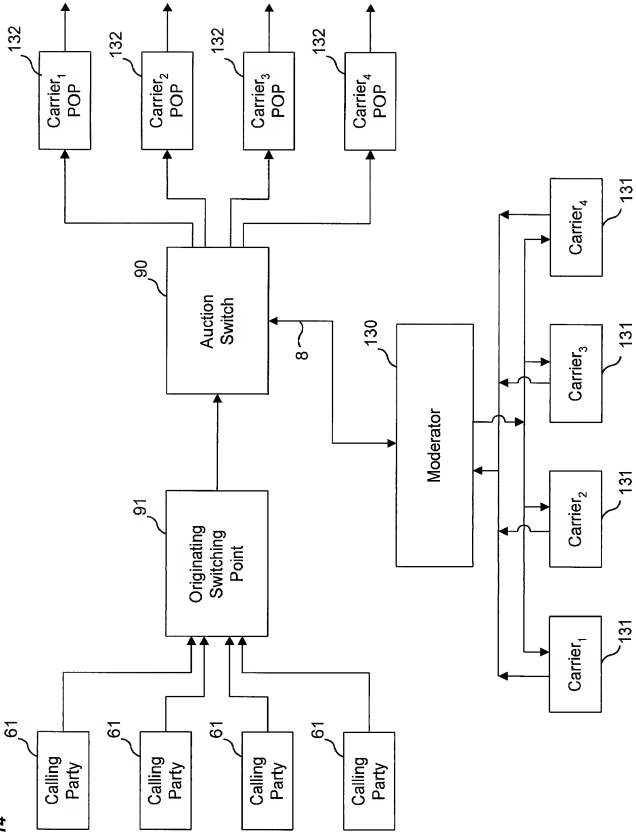 132
132
132
132
Carrier1
POP
Carrier2
POP
Carrier3
POP
Carrier4
POP
90
Auction
Switch
8
130
Moderator
91
Originating
Switching
Point
61
61
61
61
Calling
Party
Calling
Party
Calling
Party
Calling
Party
Carrier1
131
Carrier2
131
Carrier3
131
Carrier4
131